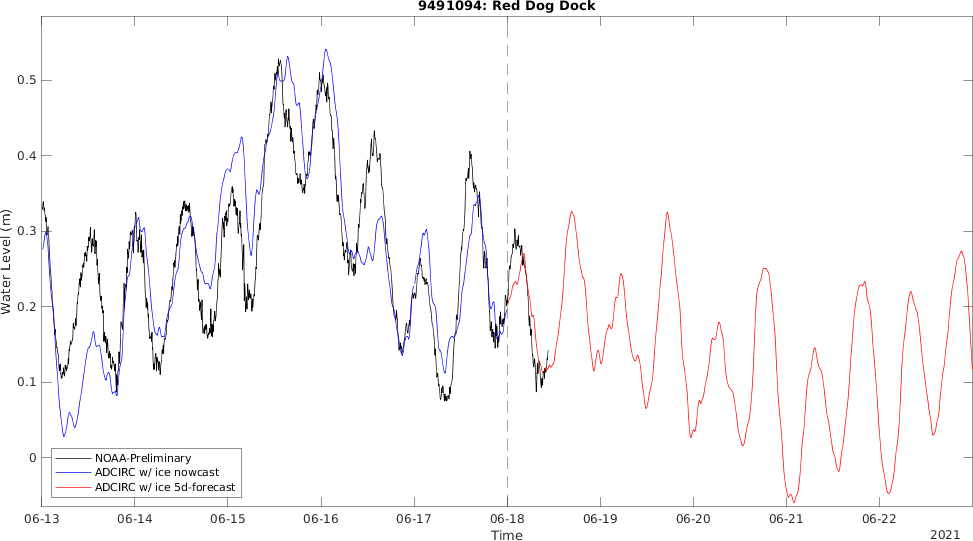 9491094: Red Dog Dock
Water Level (m)
0.5
0.4
0.3
0.2
0.1
0
NOAA-Preliminary
ADCIRC w/ ice nowcast
ADCIRC w/ ice 5d-forecast
06-13 06-14 06-15 06-16 06-17 06-18 06-19 06-20 06-21 06-22
Time
2021